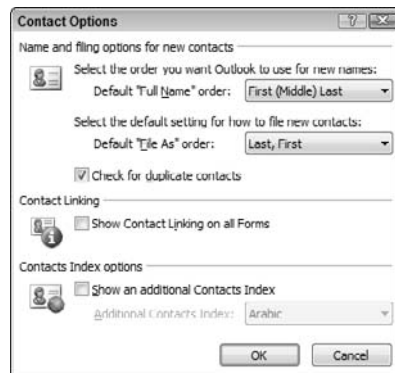 Contact Options
Name and filing options for new contacts
Select the order you want Outlook to use for new names:
Default "Full Name" order: First (Middle) Last
Select the default setting for how to file new contacts:
Default "File As" order: Last, First
Check for duplicate contacts
Contact Linking
Show Contact Linking on all Forms
Contacts Index options
Show an additional Contacts Index
Additional Contacts Index: Arabic
OK Cancel